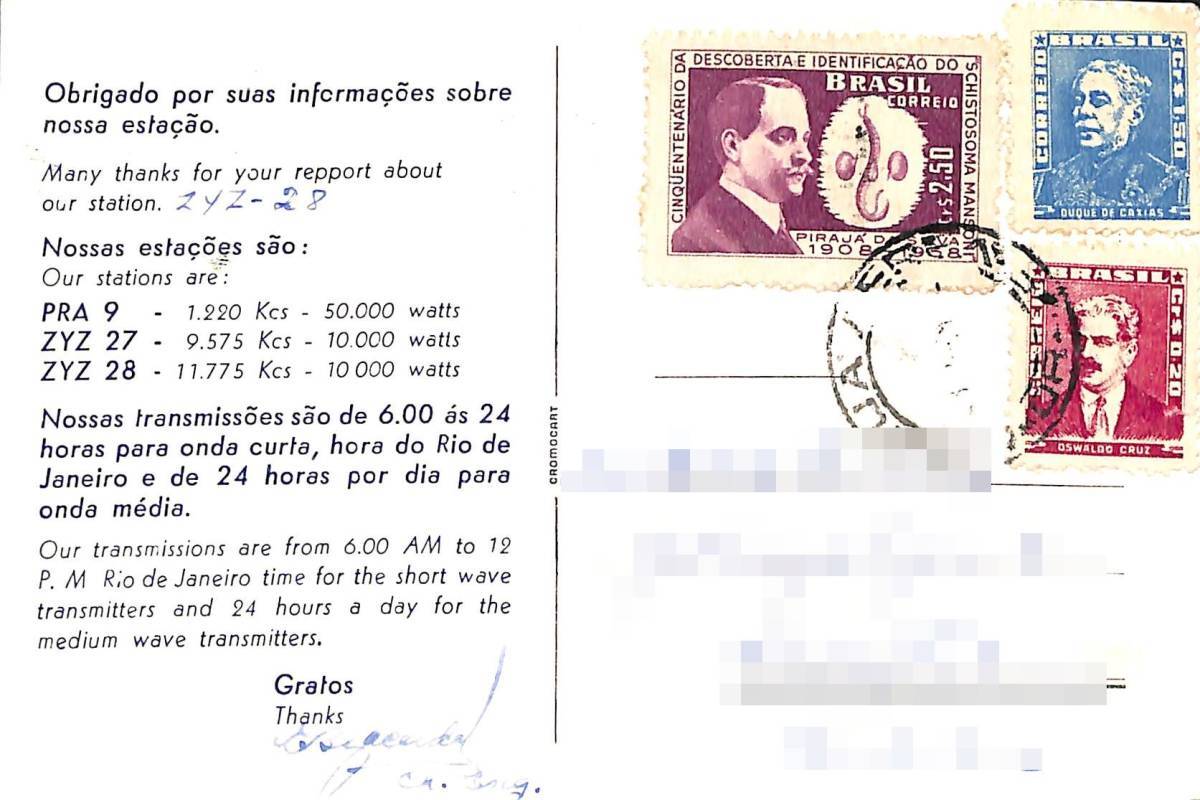 Obrigado por suas informações sobre
nossa estação.
Many thanks for your repport about
our station. ZYZ-28
Nossas estações são:
Our stations are:
PRA 9 - 1.220 Kcs - 50.000 watts
ZYZ 27 - 9.575 Kcs - 10.000 watts
ZYZ 28 - 11.775 Kcs - 10 000 watts
Nossas transmissões são de 6.00 ás 24
horas para onda curta, hora do Rio de
Janeiro e de 24 horas por dia para
onda média.
Our transmissions are from 6.00 AM to 12
P. M Rio de Janeiro time for the short wave
transmitters and 24 hours a day for the
medium wave transmitters.
Gratos
Thanks
CROMOCART
CINQÜENTENÁRIO DA DESCOBERTA E IDENTIFICAÇÃO DO SCHISTOSOMA MANSONI
BRASIL
CORREIO
2,50
PIRAJÁ DA SILVA
1908 1958
BRASIL
CORREIO
CR$ 1,50
DUQUE DE CAXIAS
BRASIL
CR$ 0,20
OSWALDO CRUZ